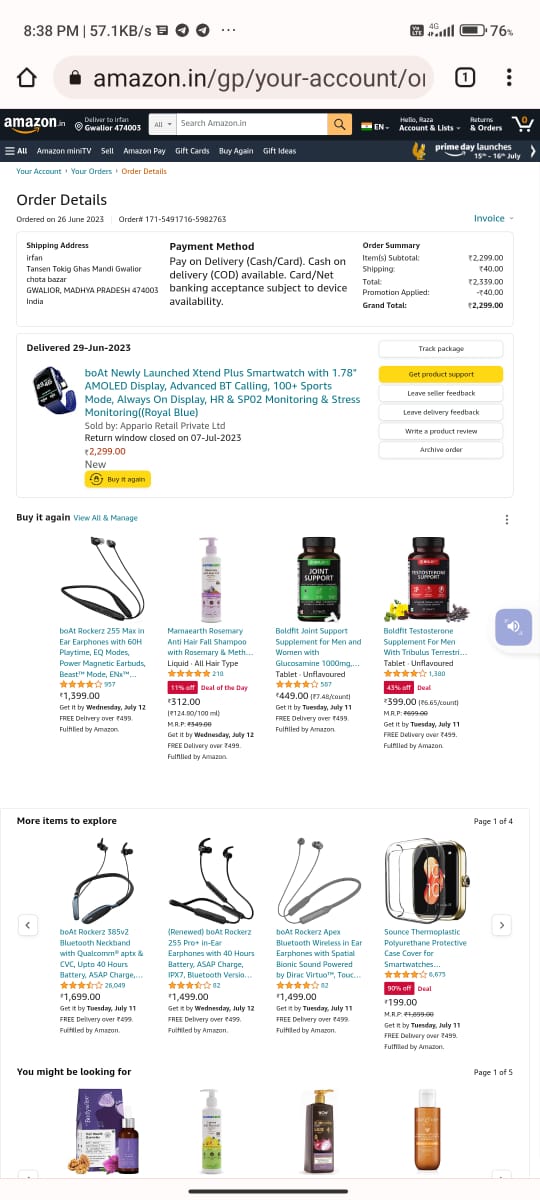 8:38 PM | 57.1KB/s
4G
76%
amazon.in/gp/your-account/or
1
amazon.in
Deliver to Irfan
Gwalior 474003
All
Search Amazon.in
EN
Hello, Raza
Account & Lists
Returns
& Orders
0
All
Amazon miniTV
Sell
Amazon Pay
Gift Cards
Buy Again
Gift Ideas
prime day launches
15th - 16th July
Your Account › Your Orders › Order Details
Order Details
Ordered on 26 June 2023 | Order# 171-5491716-5982763
Invoice
Shipping Address
irfan
Tansen Tokig Ghas Mandi Gwalior
chota bazar
GWALIOR, MADHYA PRADESH 474003
India
Payment Method
Pay on Delivery (Cash/Card). Cash on
delivery (COD) available. Card/Net
banking acceptance subject to device
availability.
Order Summary
Item(s) Subtotal: ₹2,299.00
Shipping: ₹40.00
Total: ₹2,339.00
Promotion Applied: -₹40.00
Grand Total: ₹2,299.00
Delivered 29-Jun-2023
boAt Newly Launched Xtend Plus Smartwatch with 1.78"
AMOLED Display, Advanced BT Calling, 100+ Sports
Mode, Always On Display, HR & SP02 Monitoring & Stress
Monitoring((Royal Blue)
Sold by: Appario Retail Private Ltd
Return window closed on 07-Jul-2023
₹2,299.00
New
Buy it again
Track package
Get product support
Leave seller feedback
Leave delivery feedback
Write a product review
Archive order
Buy it again View All & Manage
boAt Rockerz 255 Max in
Ear Earphones with 60H
Playtime, EQ Modes,
Power Magnetic Earbuds,
Beast™ Mode, ENx™...
957
₹1,399.00
Get it by Wednesday, July 12
FREE Delivery over ₹499.
Fulfilled by Amazon.
Mamaearth Rosemary
Anti Hair Fall Shampoo
with Rosemary & Meth...
Liquid · All Hair Type
218
11% off Deal of the Day
₹312.00
(₹124.80/100 ml)
M.R.P: ₹349.00
Get it by Wednesday, July 12
FREE Delivery over ₹499.
Fulfilled by Amazon.
JOINT
SUPPORT
Boldfit Joint Support
Supplement for Men and
Women with
Glucosamine 1000mg,...
Tablet · Unflavoured
587
₹449.00 (₹7.48/count)
Get it by Tuesday, July 11
FREE Delivery over ₹499.
Fulfilled by Amazon.
TESTOSTERONE
SUPPORT
Boldfit Testosterone
Supplement For Men
With Tribulus Terrestri...
Tablet · Unflavoured
1,380
43% off Deal
₹399.00 (₹6.65/count)
M.R.P: ₹699.00
Get it by Tuesday, July 11
FREE Delivery over ₹499.
Fulfilled by Amazon.
More items to explore
Page 1 of 4
boAt Rockerz 385v2
Bluetooth Neckband
with Qualcomm® aptx &
CVC, Upto 40 Hours
Battery, ASAP Charge,...
26,049
₹1,699.00
Get it by Tuesday, July 11
FREE Delivery over ₹499.
Fulfilled by Amazon.
(Renewed) boAt Rockerz
255 Pro+ in-Ear
Earphones with 40 Hours
Battery, ASAP Charge,
IPX7, Bluetooth Versio...
62
₹1,499.00
Get it by Wednesday, July 12
FREE Delivery over ₹499.
Fulfilled by Amazon.
boAt Rockerz Apex
Bluetooth Wireless in Ear
Earphones with Spatial
Bionic Sound Powered
by Dirac Virtuo™, Touc...
62
₹1,499.00
Get it by Tuesday, July 11
FREE Delivery over ₹499.
Fulfilled by Amazon.
Sounce Thermoplastic
Polyurethane Protective
Case Cover for
Smartwatches...
6,675
90% off Deal
₹199.00
M.R.P: ₹1,899.00
Get it by Tuesday, July 11
FREE Delivery over ₹499.
Fulfilled by Amazon.
You might be looking for
Page 1 of 5